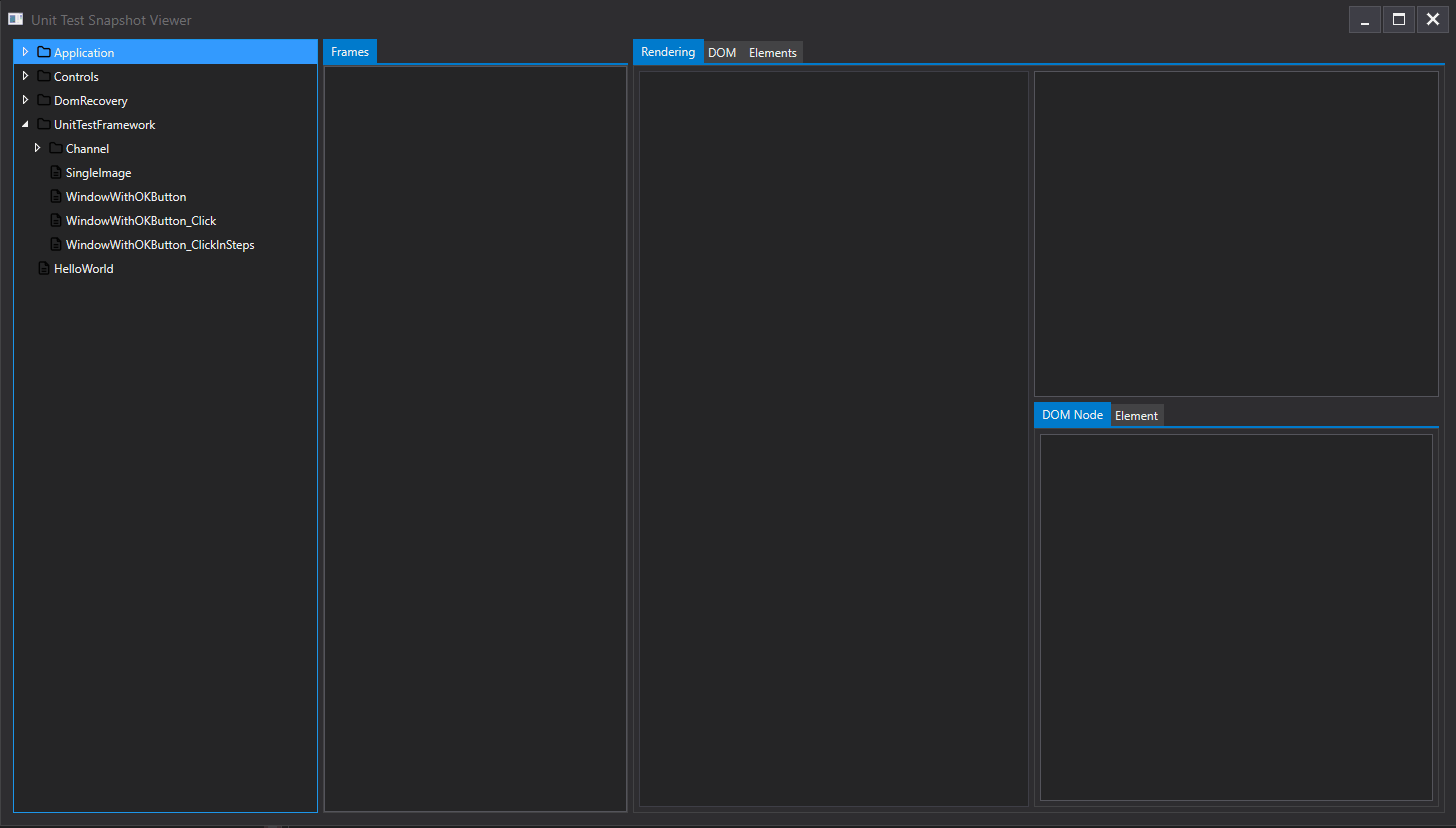 Unit Test Snapshot Viewer
Application
Controls
DomRecovery
UnitTestFramework
Channel
SingleImage
WindowWithOKButton
WindowWithOKButton_Click
WindowWithOKButton_ClickInSteps
HelloWorld
Frames
Rendering DOM Elements
DOM Node Element